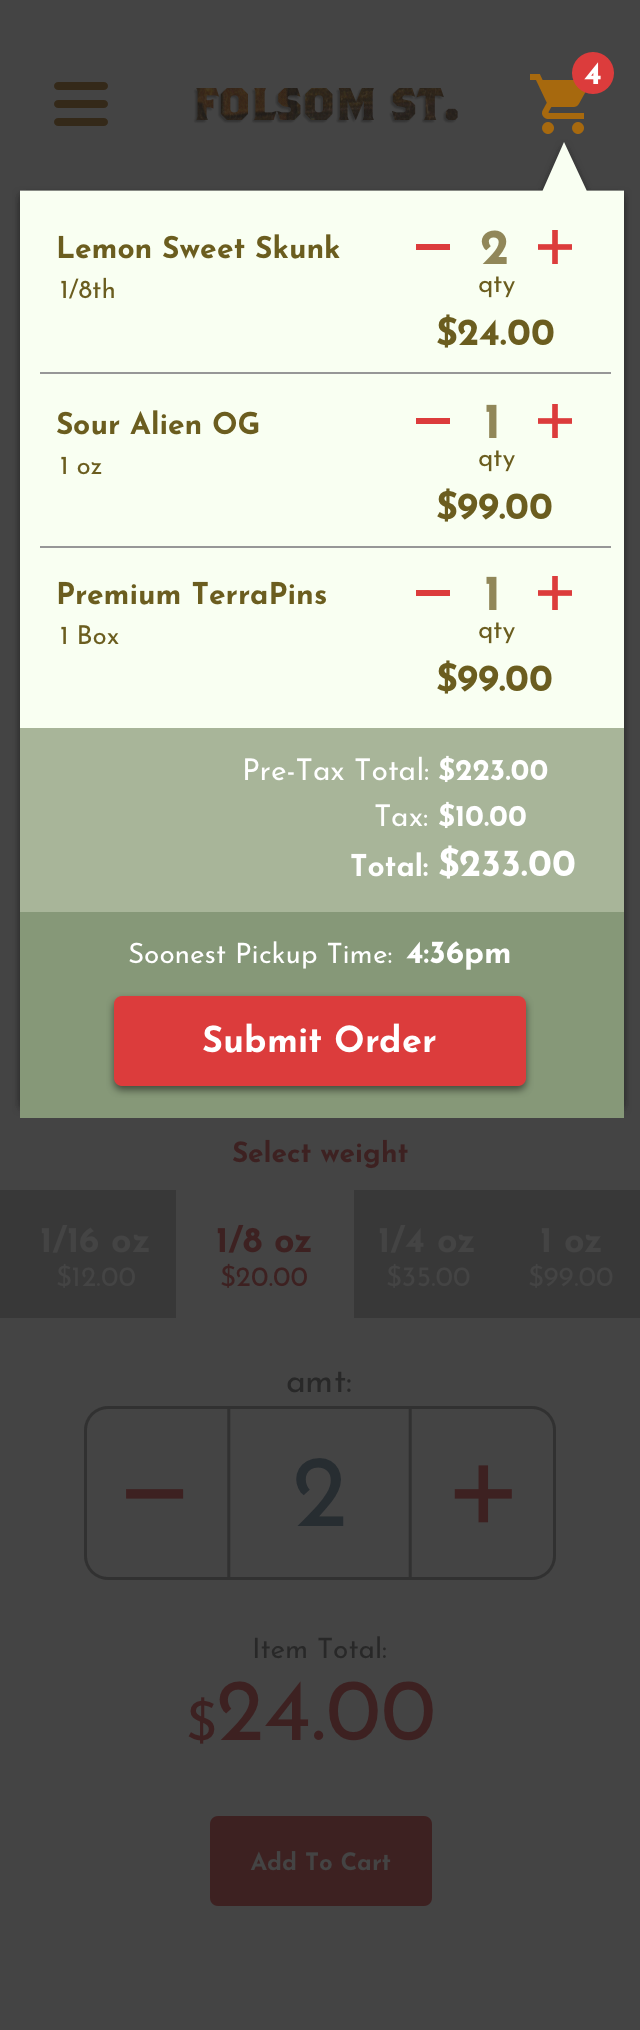 FOLSOM ST.
4
Lemon Sweet Skunk
2
1/8th
qty
$24.00
Sour Alien OG
1
1 oz
qty
$99.00
Premium TerraPins
1
1 Box
qty
$99.00
Pre-Tax Total: $223.00
Tax: $10.00
Total: $233.00
Soonest Pickup Time: 4:36pm
Submit Order
Select weight
1/16 oz 1/8 oz 1/4 oz 1 oz
$12.00 $20.00 $35.00 $99.00
amt:
2
Item Total:
$24.00
Add To Cart